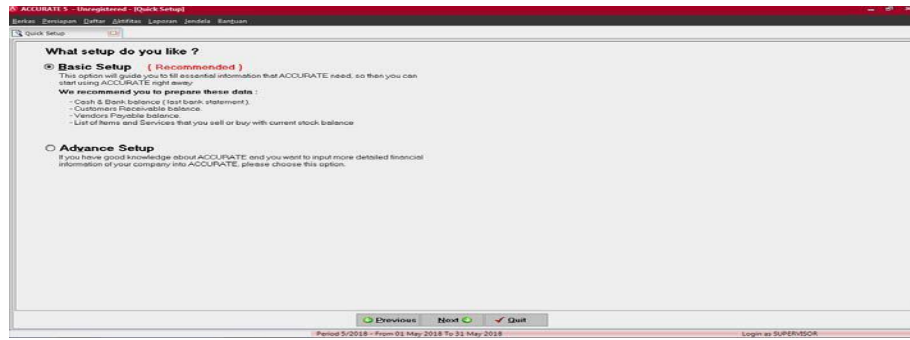 ACCURATE 5 - Unregistered - [Quick Setup]
Berkas Persiapan Daftar Aktifitas Laporan Jendela Bantuan
Quick Setup
What setup do you like ?
Basic Setup ( Recommended )
This option will guide you to fill essential information that ACCURATE need, so then you can
start using ACCURATE right away
We recommend you to prepare these data :
- Cash & Bank balance ( last bank statement ).
- Customers Receivable balance.
- Vendors Payable balance.
- List of Items and Services that you sell or buy with current stock balance
Advance Setup
If you have good knowledge about ACCURATE and you want to input more detailed financial
information of your company into ACCURATE, please choose this option.
Previous Next Quit
Period 5/2018 - From 01 May 2018 To 31 May 2018 Login as SUPERVISOR